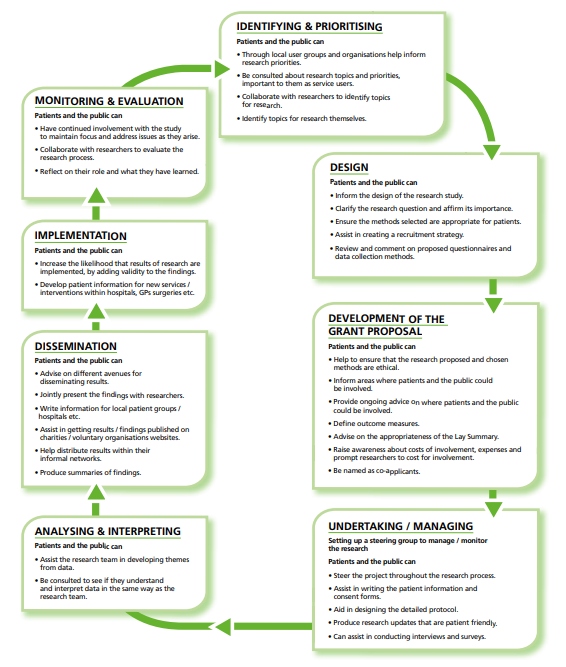 IDENTIFYING & PRIORITISING
Patients and the public can
• Through local user groups and organisations help inform
research priorities.
• Be consulted about research topics and priorities,
important to them as service users.
• Collaborate with researchers to identify topics
for research.
• Identify topics for research themselves.
DESIGN
Patients and the public can
• Inform the design of the research study.
• Clarify the research question and affirm its importance.
• Ensure the methods selected are appropriate for patients.
• Assist in creating a recruitment strategy.
• Review and comment on proposed questionnaires and
data collection methods.
DEVELOPMENT OF THE
GRANT PROPOSAL
Patients and the public can
• Help to ensure that the research proposed and chosen
methods are ethical.
• Inform areas where patients and the public could
be involved.
• Provide ongoing advice on where patients and the public
could be involved.
• Define outcome measures.
• Advise on the appropriateness of the Lay Summary.
• Raise awareness about costs of involvement, expenses and
prompt researchers to cost for involvement.
• Be named as co-applicants.
UNDERTAKING / MANAGING
Setting up a steering group to manage / monitor
the research
Patients and the public can
• Steer the project throughout the research process.
• Assist in writing the patient information and
consent forms.
• Aid in designing the detailed protocol.
• Produce research updates that are patient friendly.
• Can assist in conducting interviews and surveys.
ANALYSING & INTERPRETING
Patients and the public can
• Assist the research team in developing themes
from data.
• Be consulted to see if they understand
and interpret data in the same way as the
research team.
DISSEMINATION
Patients and the public can
• Advise on different avenues for
disseminating results.
• Jointly present the findings with researchers.
• Write information for local patient groups /
hospitals etc.
• Assist in getting results / findings published on
charities / voluntary organisations websites.
• Help distribute results within their
informal networks.
• Produce summaries of findings.
IMPLEMENTATION
Patients and the public can
• Increase the likelihood that results of research are
implemented, by adding validity to the findings.
• Develop patient information for new services /
interventions within hospitals, GPs surgeries etc.
MONITORING & EVALUATION
Patients and the public can
• Have continued involvement with the study
to maintain focus and address issues as they arise.
• Collaborate with researchers to evaluate the
research process.
• Reflect on their role and what they have learned.